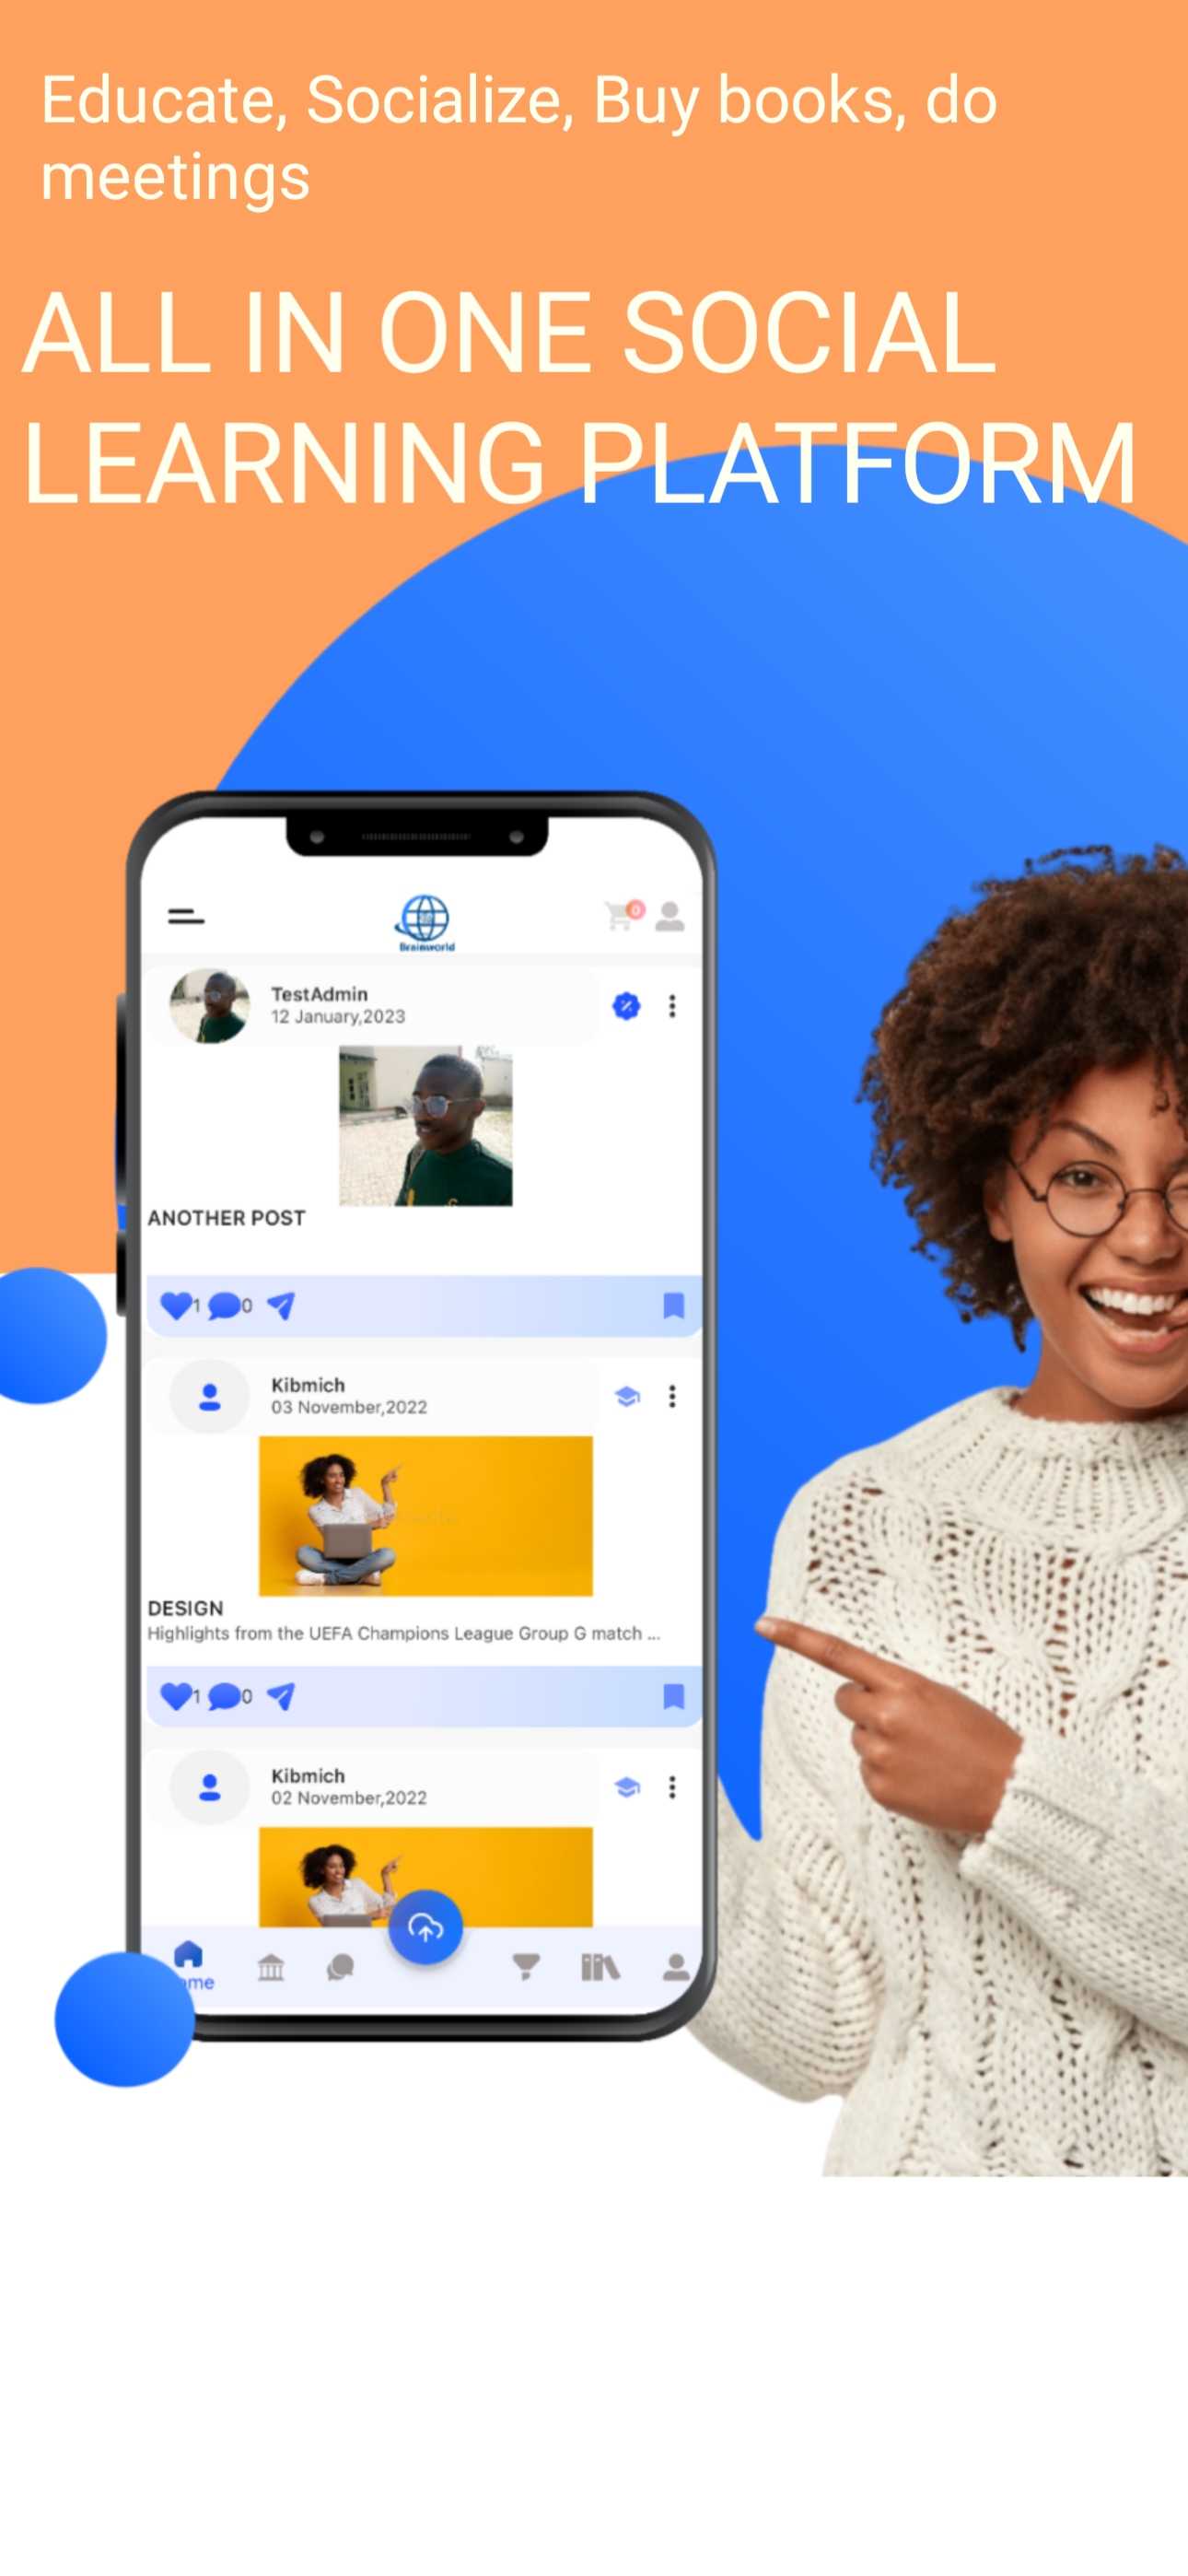 Educate, Socialize, Buy books, do
meetings
ALL IN ONE SOCIAL
LEARNING PLATFORM
0
Brainworld
TestAdmin
12 January,2023
ANOTHER POST
1 0
Kibmich
03 November,2022
DESIGN
Highlights from the UEFA Champions League Group G match ...
1 0
Kibmich
02 November,2022
ome